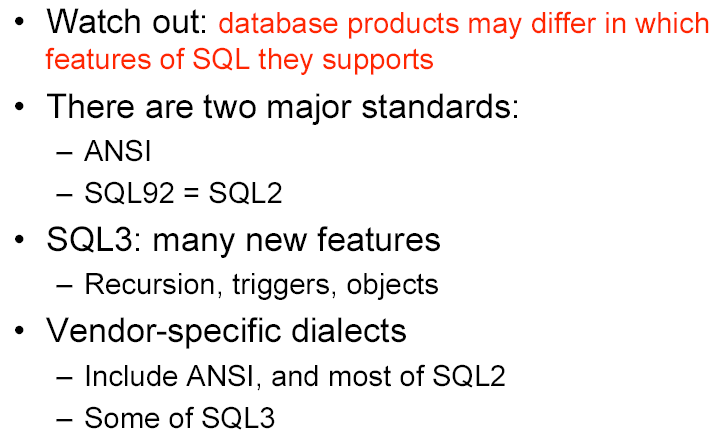 • Watch out: database products may differ in which
features of SQL they supports
• There are two major standards:
– ANSI
– SQL92 = SQL2
• SQL3: many new features
– Recursion, triggers, objects
• Vendor-specific dialects
– Include ANSI, and most of SQL2
– Some of SQL3